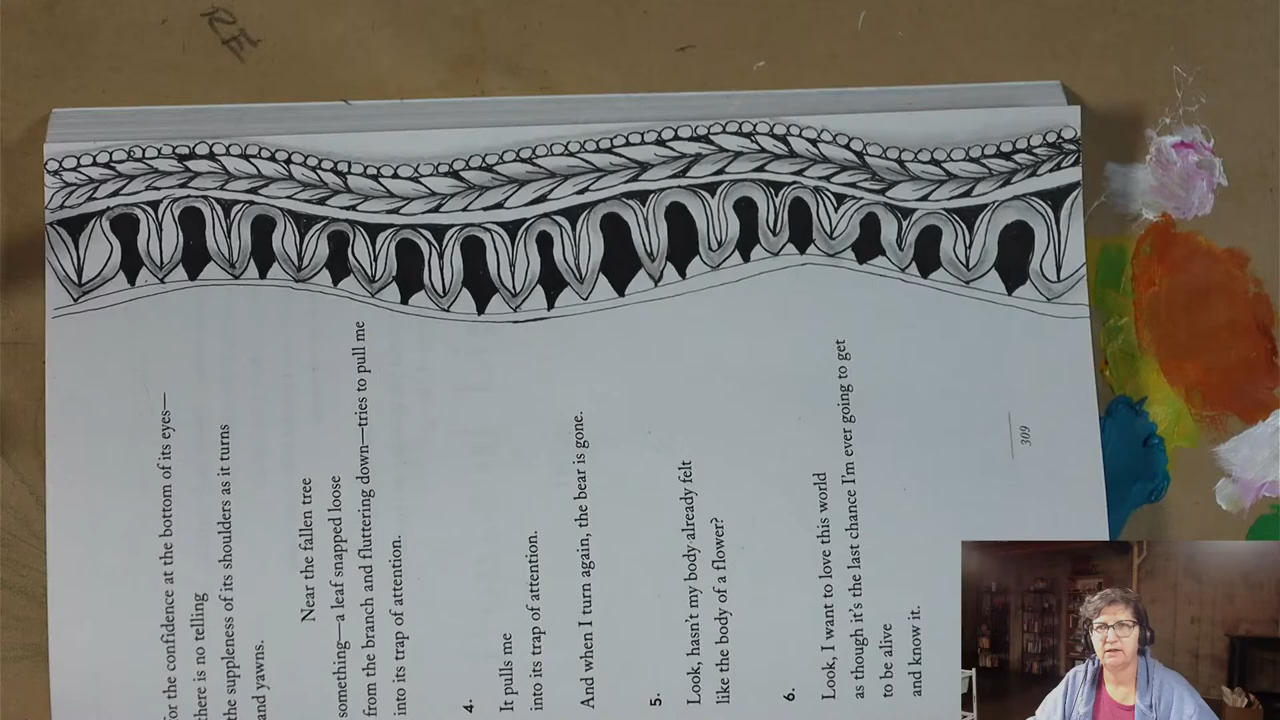 RF
for the confidence at the bottom of its eyes—
there is no telling
the suppleness of its shoulders as it turns
and yawns.
Near the fallen tree
something—a leaf snapped loose
from the branch and fluttering down—tries to pull me
into its trap of attention.
4.
It pulls me
into its trap of attention.
And when I turn again, the bear is gone.
5.
Look, hasn't my body already felt
like the body of a flower?
6.
Look, I want to love this world
as though it's the last chance I'm ever going to get
to be alive
and know it.
309